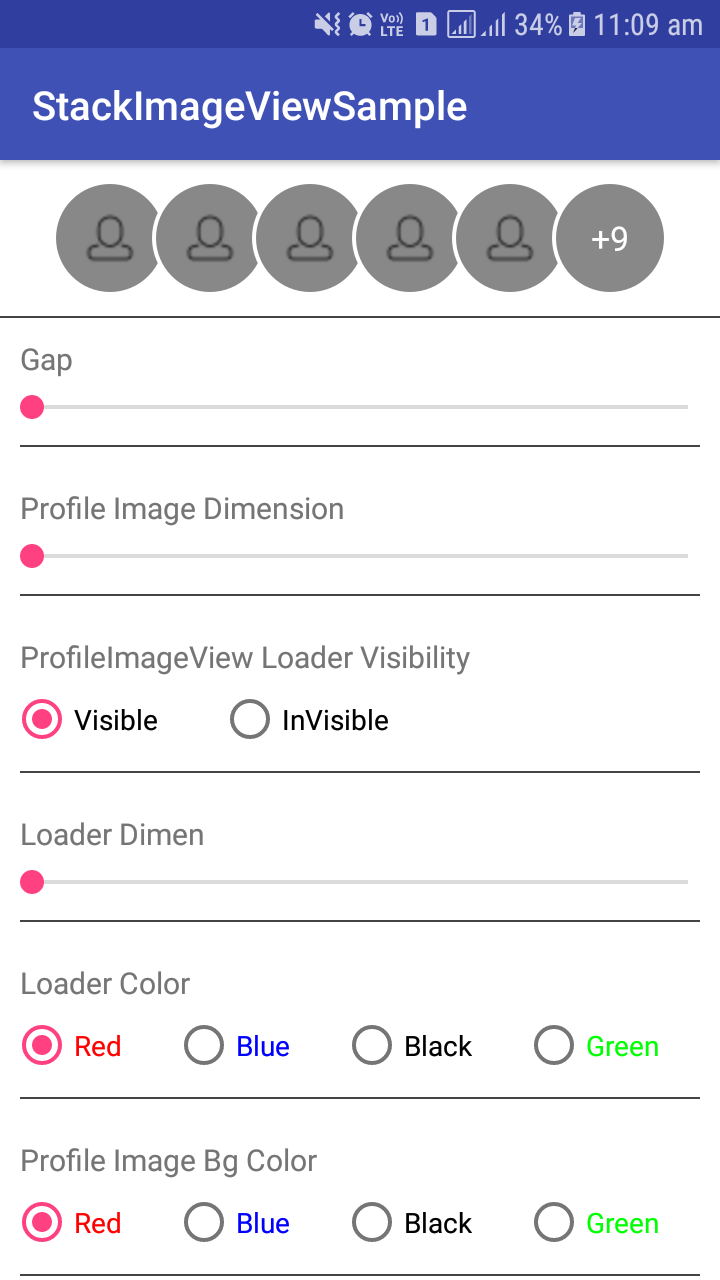 Vo)) LTE 1 34% 11:09 am
StackImageViewSample
+9
Gap
Profile Image Dimension
ProfileImageView Loader Visibility
Visible InVisible
Loader Dimen
Loader Color
Red Blue Black Green
Profile Image Bg Color
Red Blue Black Green